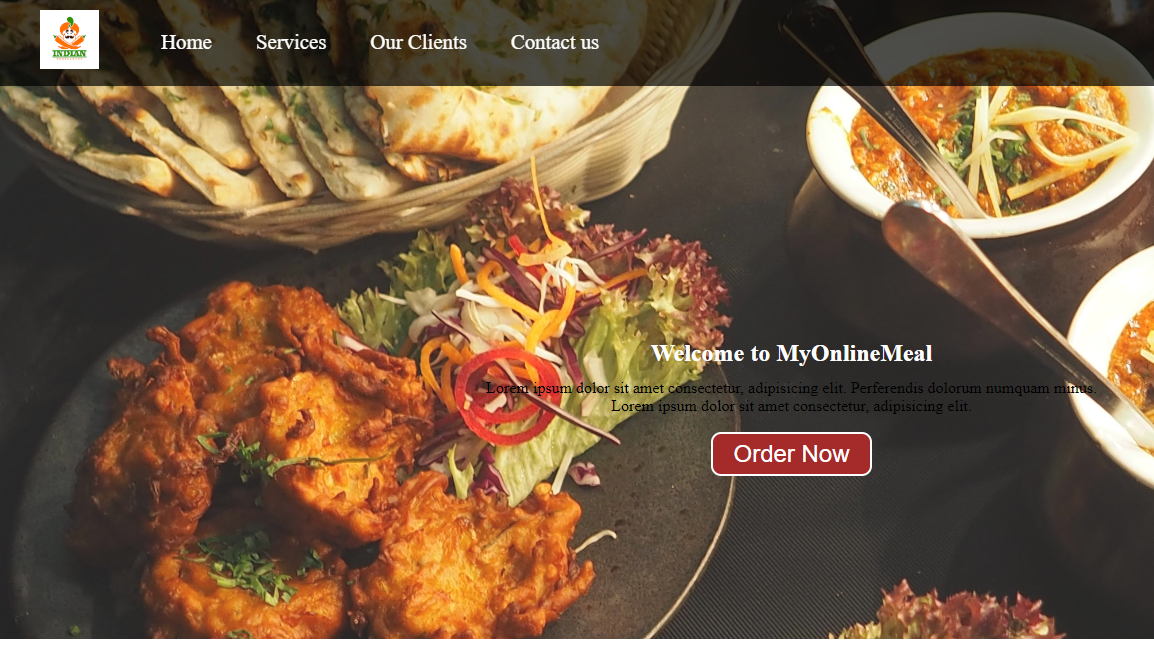 INDIAN
Home Services Our Clients Contact us
Welcome to MyOnlineMeal
Lorem ipsum dolor sit amet consectetur, adipisicing elit. Perferendis dolorum numquam minus.
Lorem ipsum dolor sit amet consectetur, adipisicing elit.
Order Now